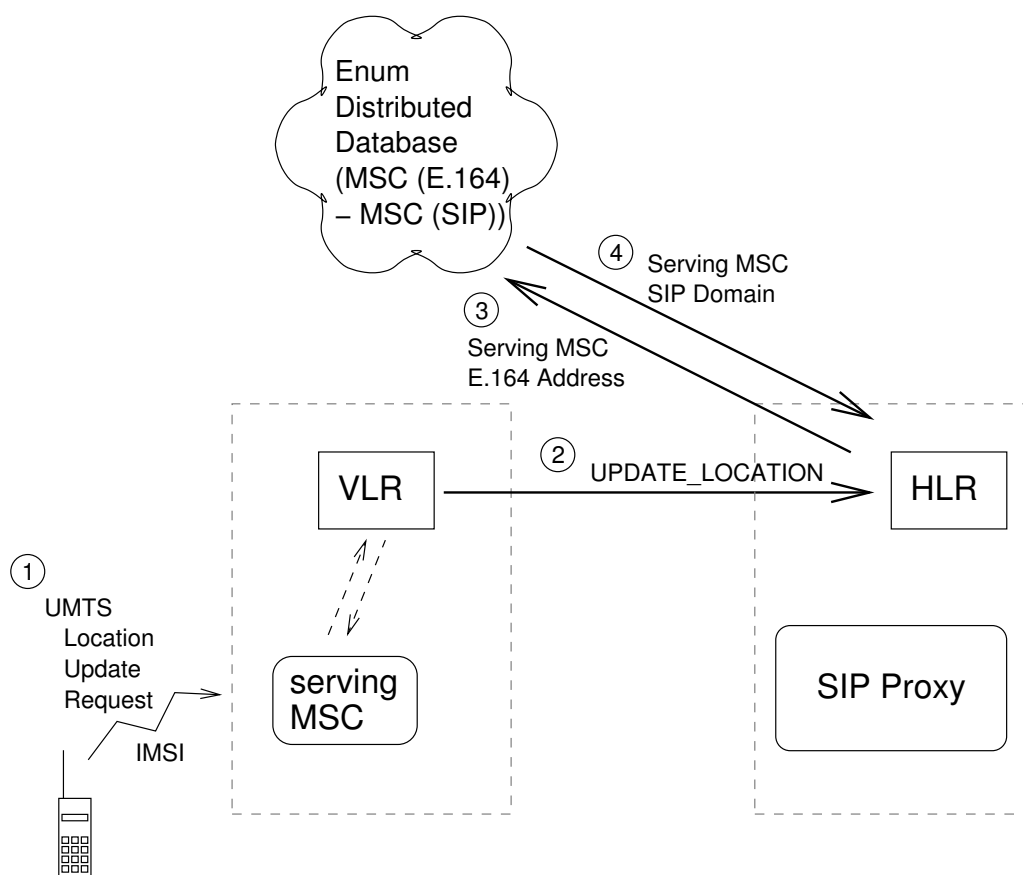 Enum
Distributed
Database
(MSC (E.164)
– MSC (SIP))
4
Serving MSC
SIP Domain
3
Serving MSC
E.164 Address
2
UPDATE_LOCATION
VLR
HLR
1
UMTS
Location
Update
Request
IMSI
serving
MSC
SIP Proxy